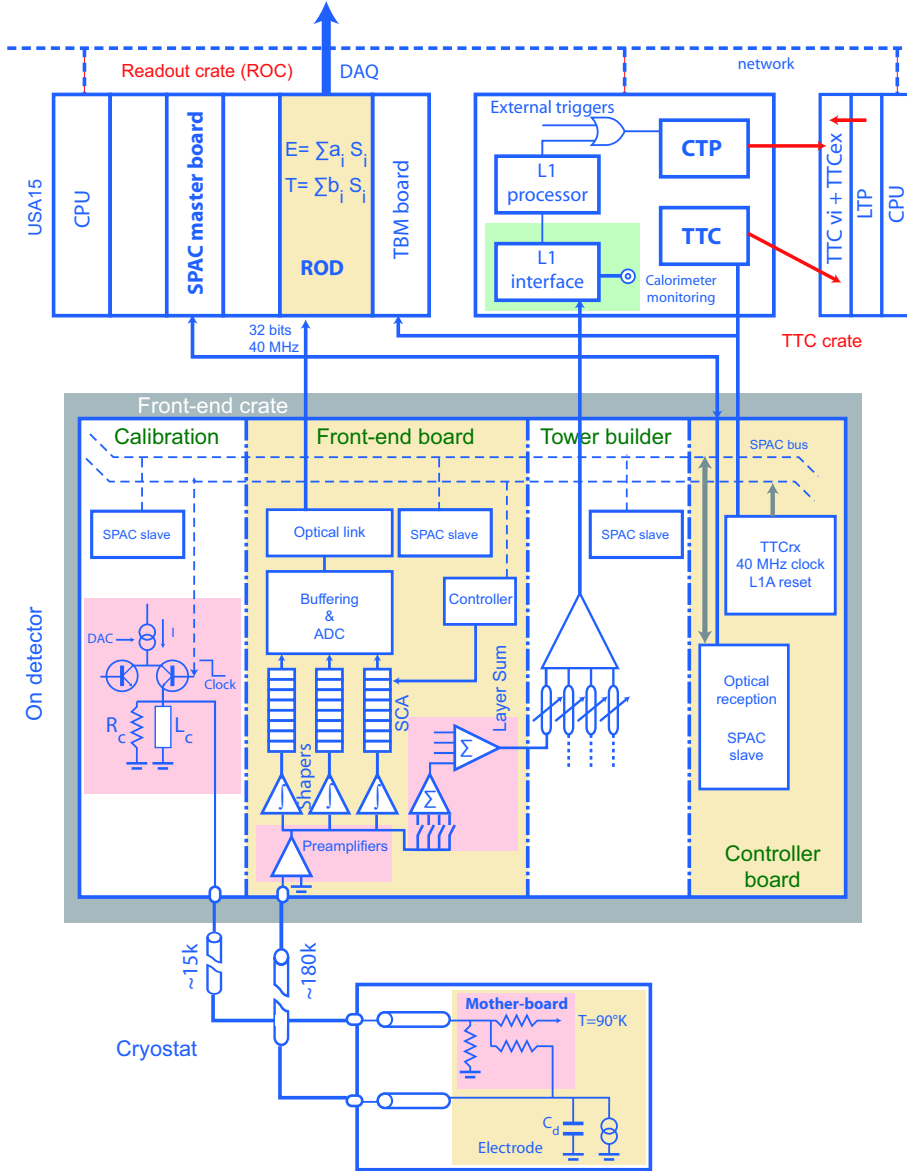 Readout crate (ROC)
DAQ
network
External triggers
USA15
CPU
SPAC master board
E= ∑a_i S_i
T= ∑b_i S_i
ROD
TBM board
L1
processor
CTP
TTC
L1
interface
Calorimeter
monitoring
TTC vi + TTCex
LTP
CPU
TTC crate
32 bits
40 MHz
Front-end crate
Calibration
Front-end board
Tower builder
SPAC bus
SPAC slave
Optical link
SPAC slave
SPAC slave
TTCrx
40 MHz clock
L1A reset
Buffering
&
ADC
Controller
On detector
DAC
I
Clock
R_c
L_c
SCA
Layer Sum
Shapers
∫
∫
∫
Σ
Σ
Optical
reception
SPAC
slave
Preamplifiers
Controller
board
~15k
~180k
Cryostat
Mother-board
T=90°K
C_d
Electrode